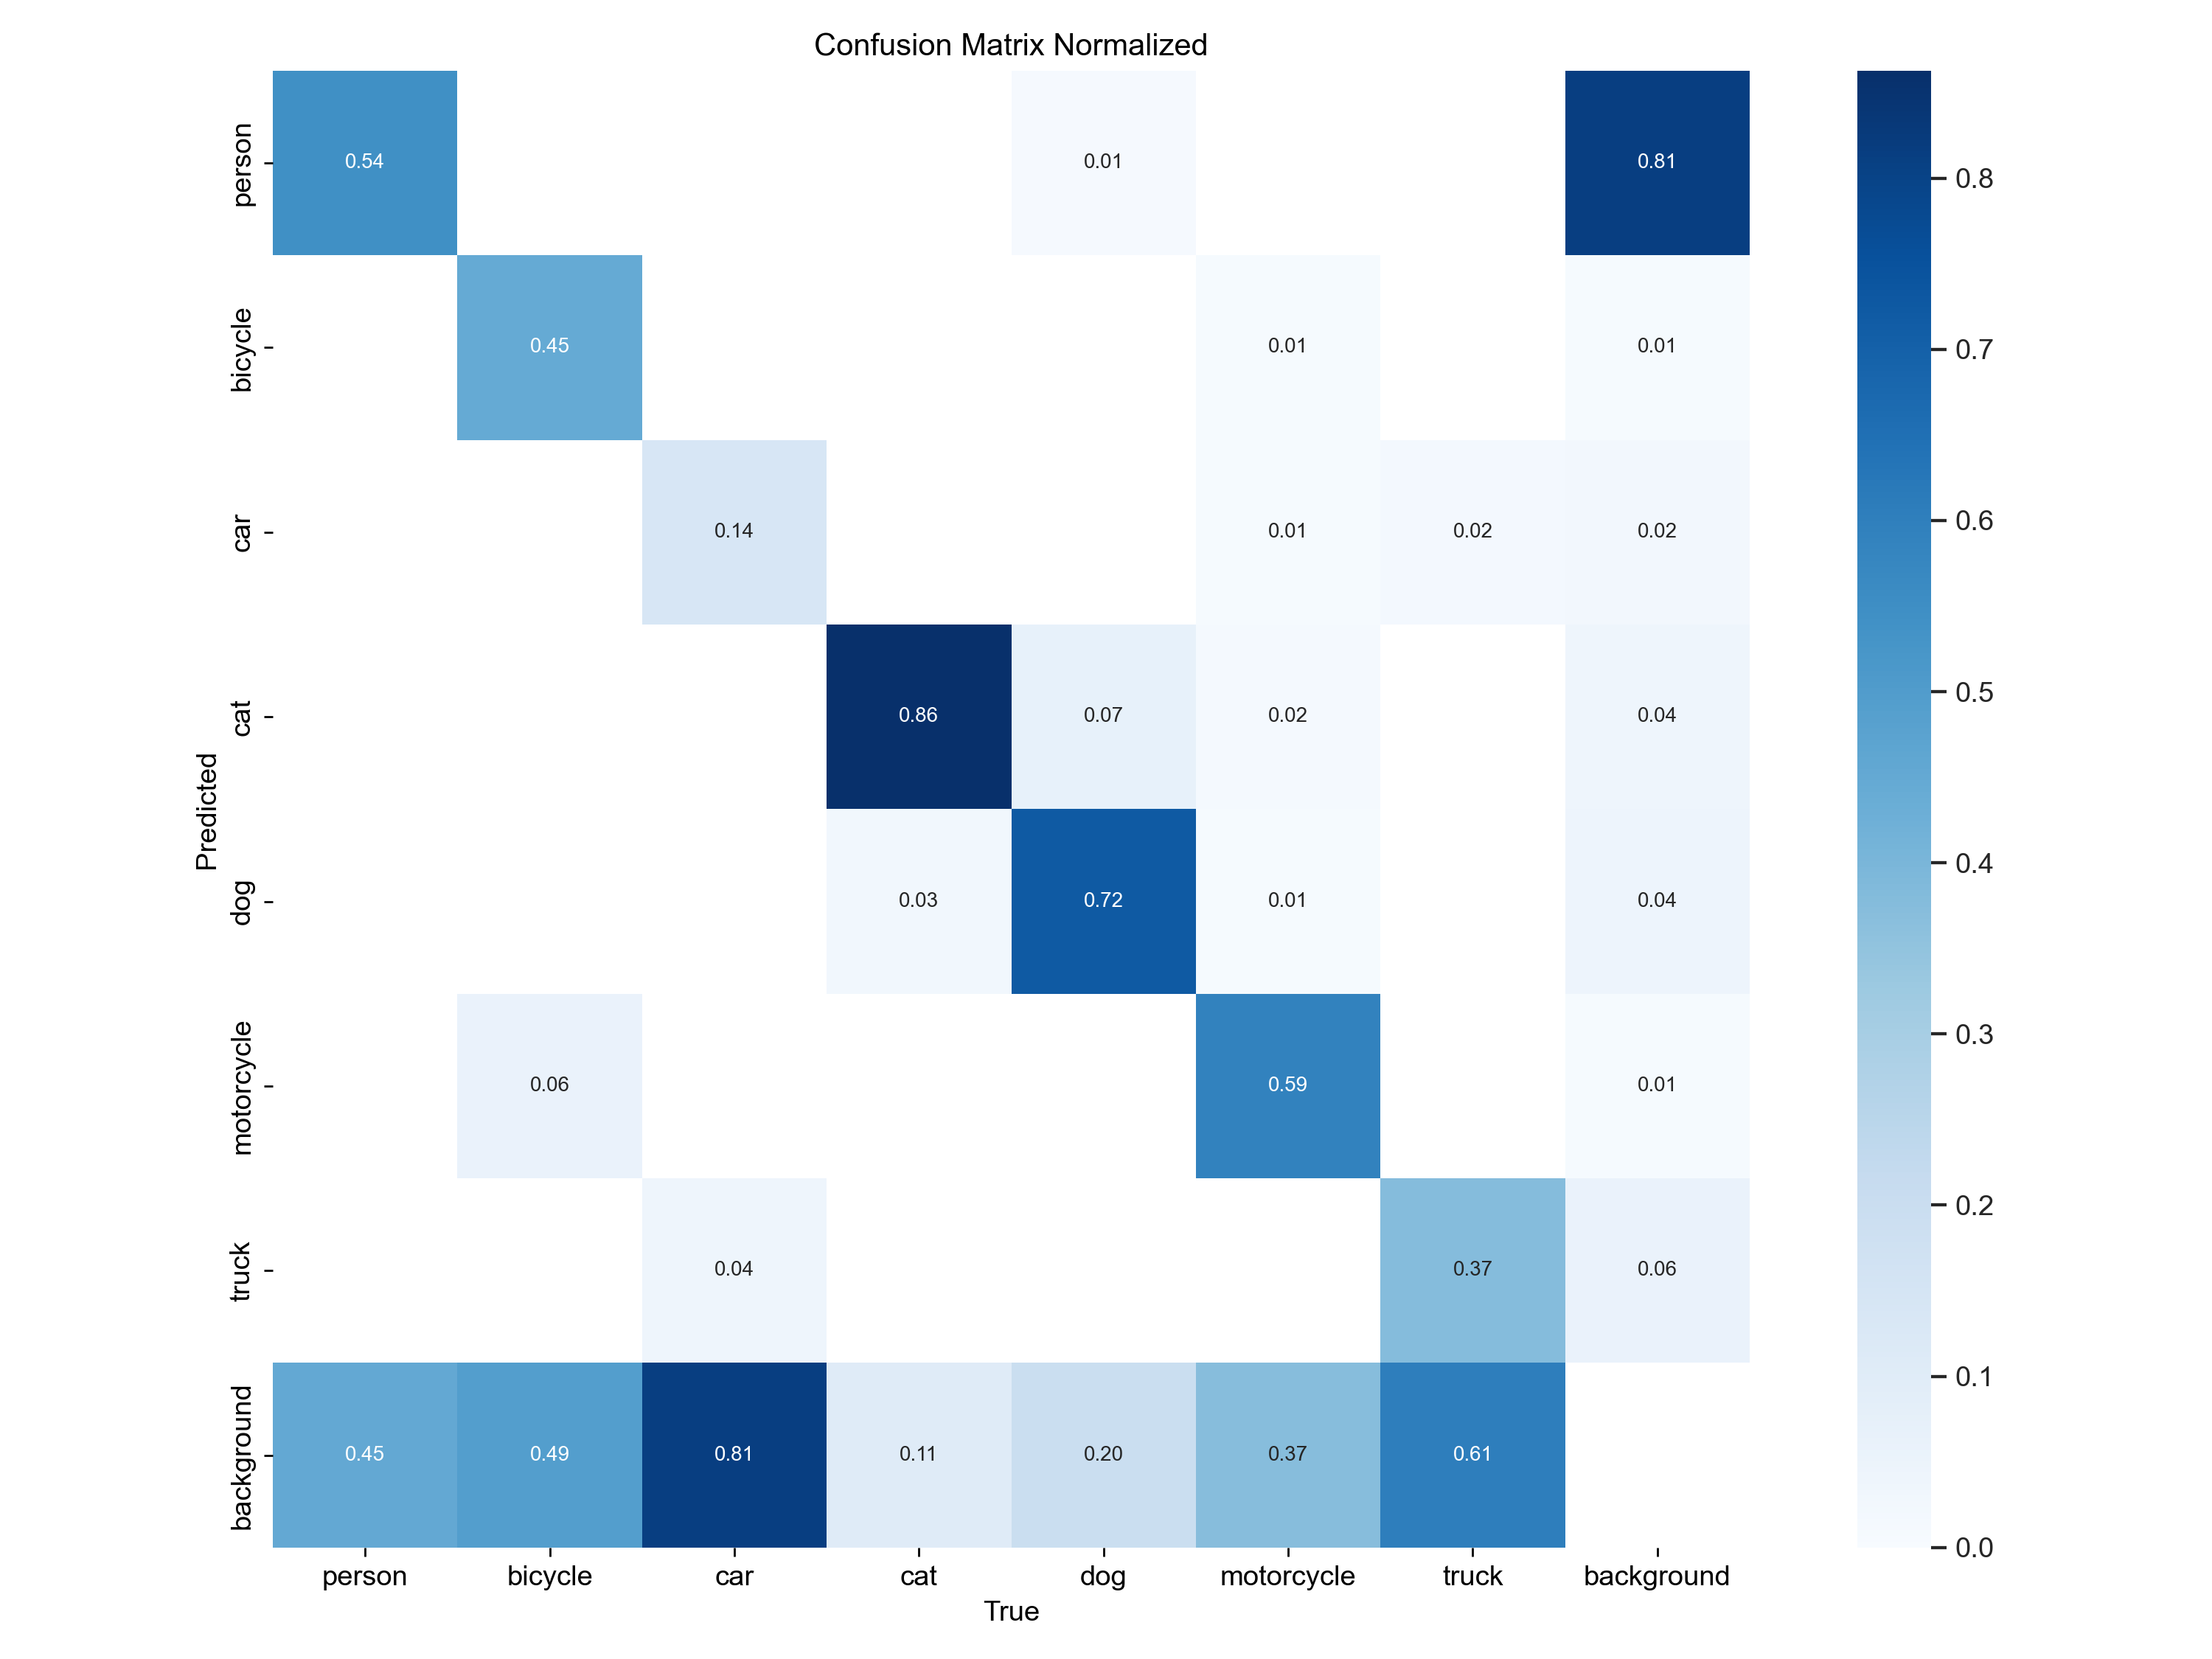 Confusion Matrix Normalized
person 0.54 0.01 0.81
bicycle 0.45 0.01 0.01
car 0.14 0.01 0.02 0.02
cat 0.86 0.07 0.02 0.04
dog 0.03 0.72 0.01 0.04
motorcycle 0.06 0.59 0.01
truck 0.04 0.37 0.06
background 0.45 0.49 0.81 0.11 0.20 0.37 0.61
Predicted
person bicycle car cat dog motorcycle truck background
True
0.8
0.7
0.6
0.5
0.4
0.3
0.2
0.1
0.0